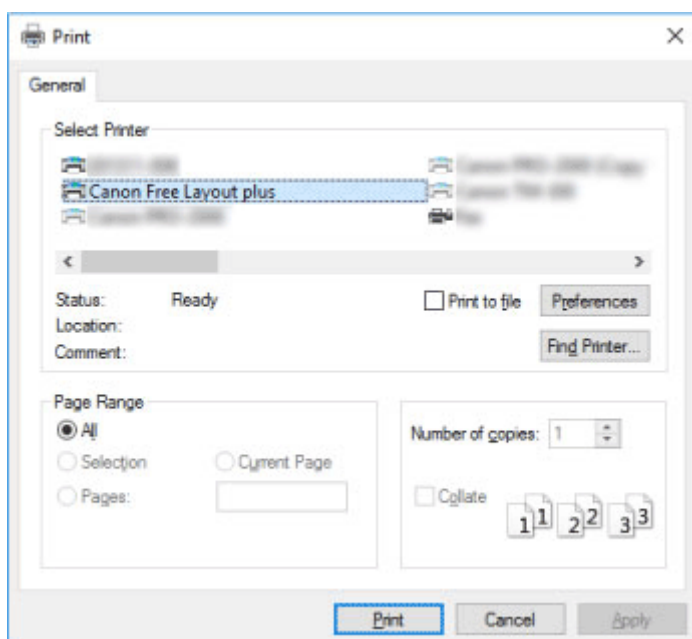 Print
General
Select Printer
Canon Free Layout plus
Status: Ready
Print to file
Preferences
Location:
Comment:
Find Printer...
Page Range
All
Selection
Current Page
Pages:
Number of copies: 1
Collate
1 1 2 2 3 3
Print Cancel Apply